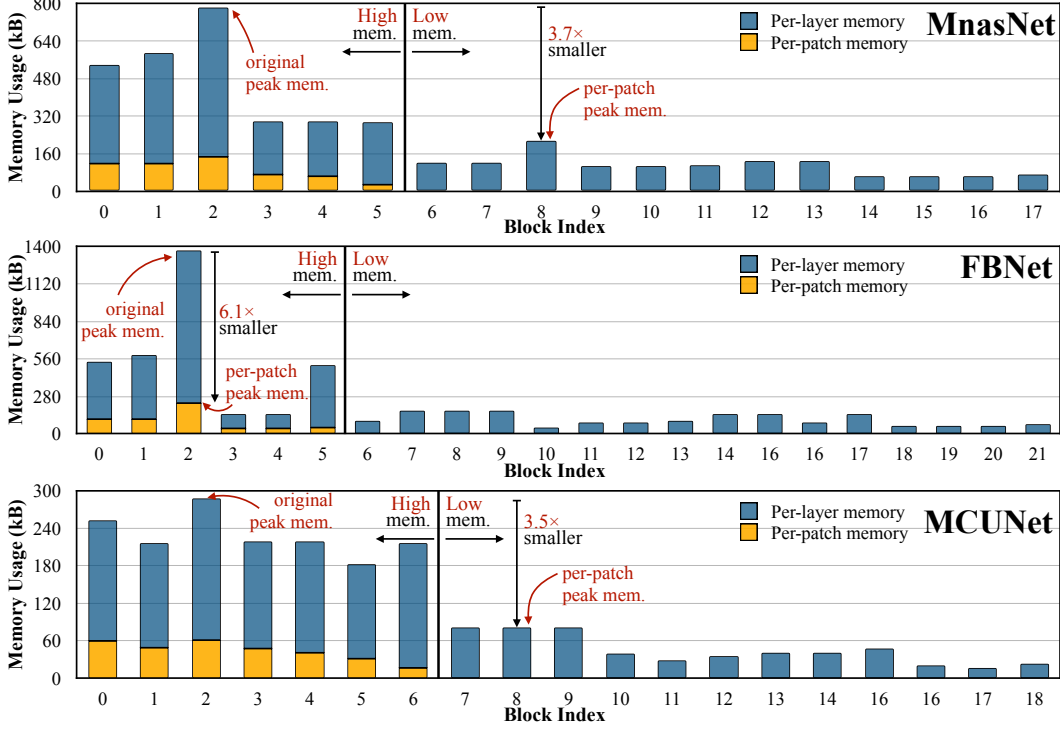 MnasNet
Memory Usage (kB)
800
640
480
320
160
0
original
peak mem.
High
mem.
Low
mem.
3.7×
smaller
per-patch
peak mem.
Per-layer memory
Per-patch memory
0 1 2 3 4 5 6 7 8 9 10 11 12 13 14 15 16 17
Block Index
FBNet
Memory Usage (kB)
1400
1120
840
560
280
0
original
peak mem.
6.1×
smaller
per-patch
peak mem.
High
mem.
Low
mem.
Per-layer memory
Per-patch memory
0 1 2 3 4 5 6 7 8 9 10 11 12 13 14 16 16 17 18 19 20 21
Block Index
MCUNet
Memory Usage (kB)
300
240
180
120
60
0
original
peak mem.
High
mem.
Low
mem.
3.5×
smaller
per-patch
peak mem.
Per-layer memory
Per-patch memory
0 1 2 3 4 5 6 7 8 9 10 11 12 13 14 16 16 17 18
Block Index